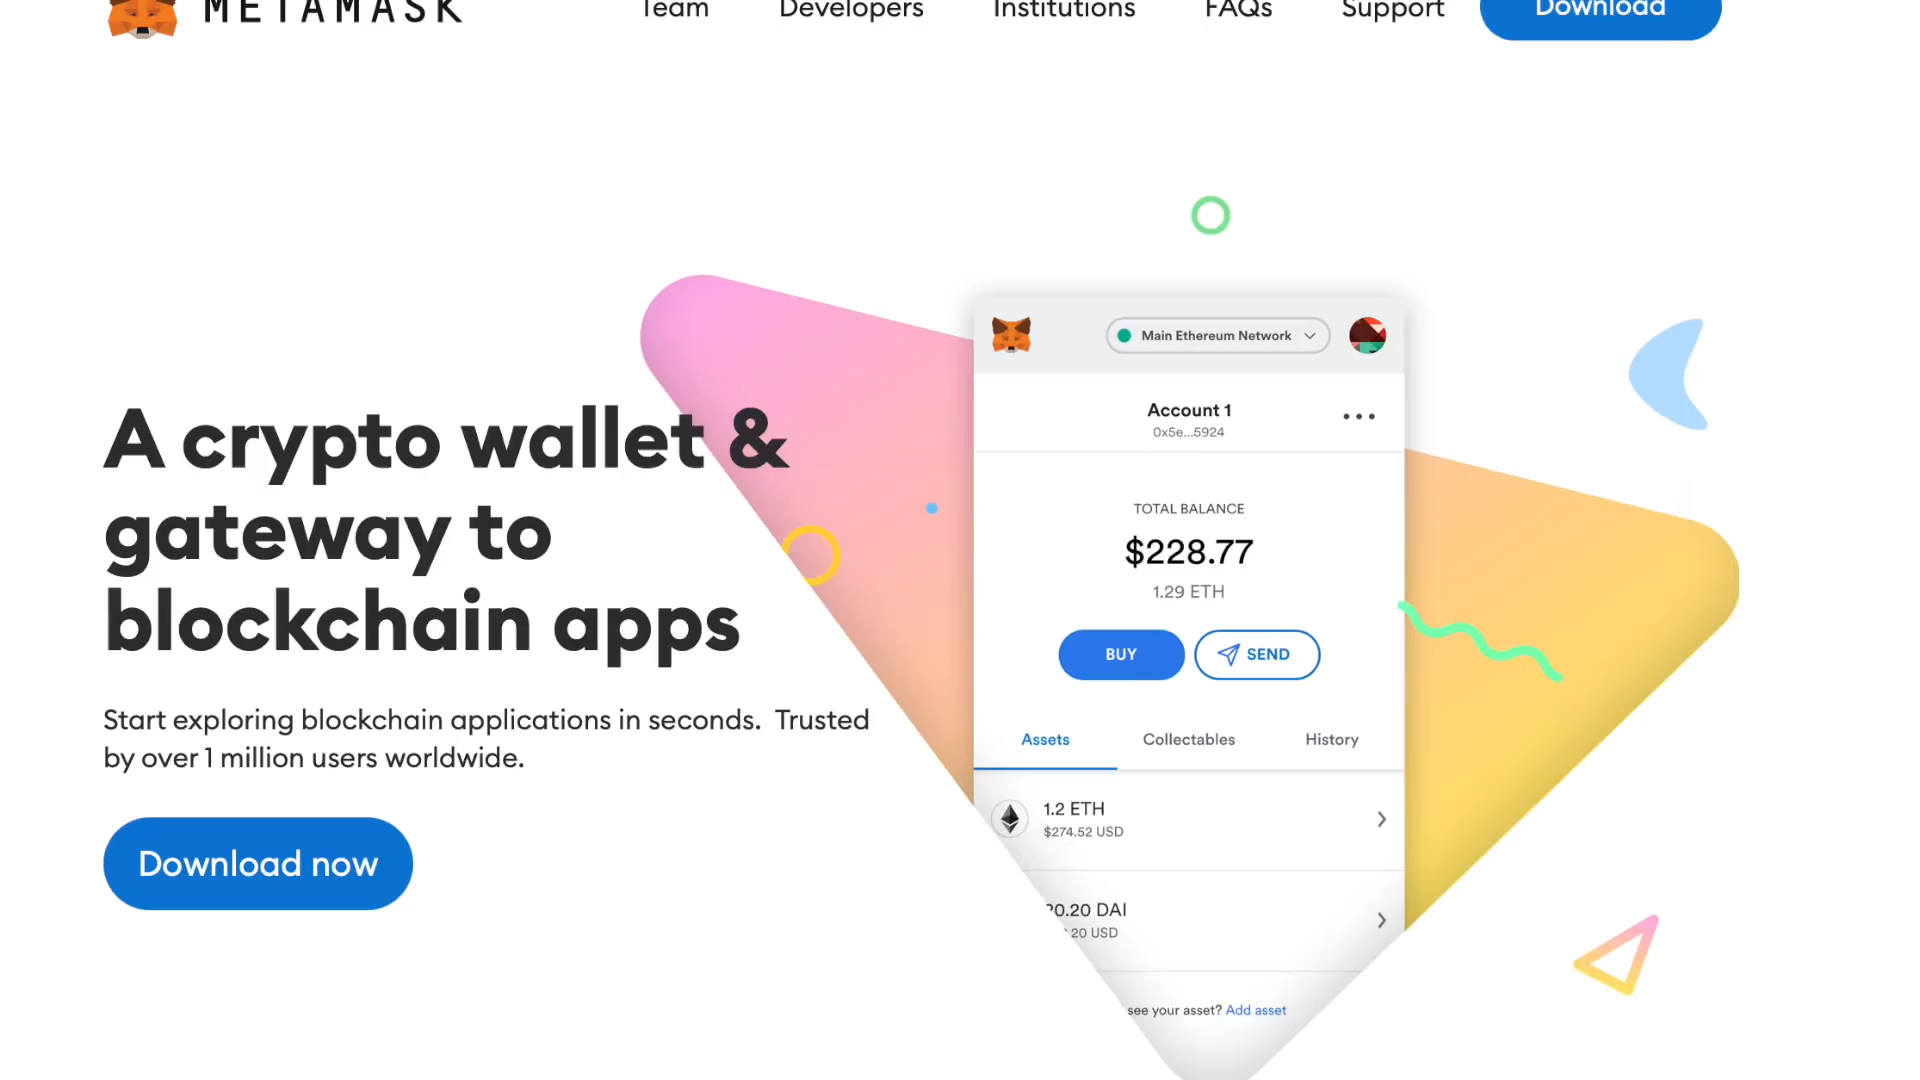 METAMASK
Team
Developers
Institutions
FAQs
Support
Download
A crypto wallet &
gateway to
blockchain apps
Start exploring blockchain applications in seconds. Trusted
by over 1 million users worldwide.
Download now
Main Ethereum Network
Account 1
0x5e...5924
TOTAL BALANCE
$228.77
1.29 ETH
BUY
SEND
Assets
Collectables
History
1.2 ETH
$274.52 USD
0.20 DAI
.20 USD
see your asset? Add asset